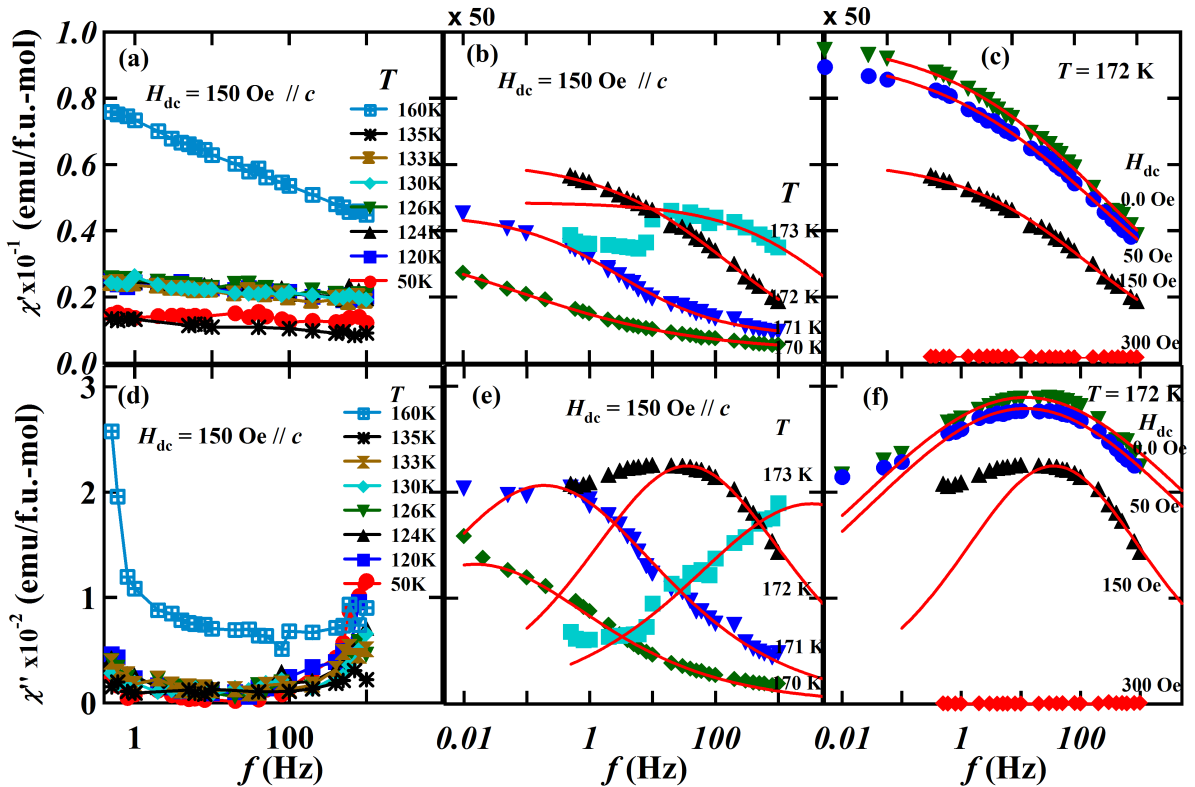 x 50
x 50
1.0
0.8
0.6
0.4
0.2
0.0
χ'x10⁻¹ (emu/f.u.-mol)
(a)
T
H_dc = 150 Oe // c
160K
135K
133K
130K
126K
124K
120K
50K
(b)
H_dc = 150 Oe // c
T
173 K
172 K
171 K
170 K
(c)
T = 172 K
H_dc
0.0 Oe
50 Oe
150 Oe
300 Oe
3
2
1
0
χ'' x10⁻² (emu/f.u.-mol)
(d)
T
H_dc = 150 Oe // c
160K
135K
133K
130K
126K
124K
120K
50K
1
100
f (Hz)
(e)
H_dc = 150 Oe // c
T
173 K
172 K
171 K
170 K
0.01
1
100
f (Hz)
(f)
T = 172 K
H_dc
0.0 Oe
50 Oe
150 Oe
300 Oe
0.01
1
100
f (Hz)